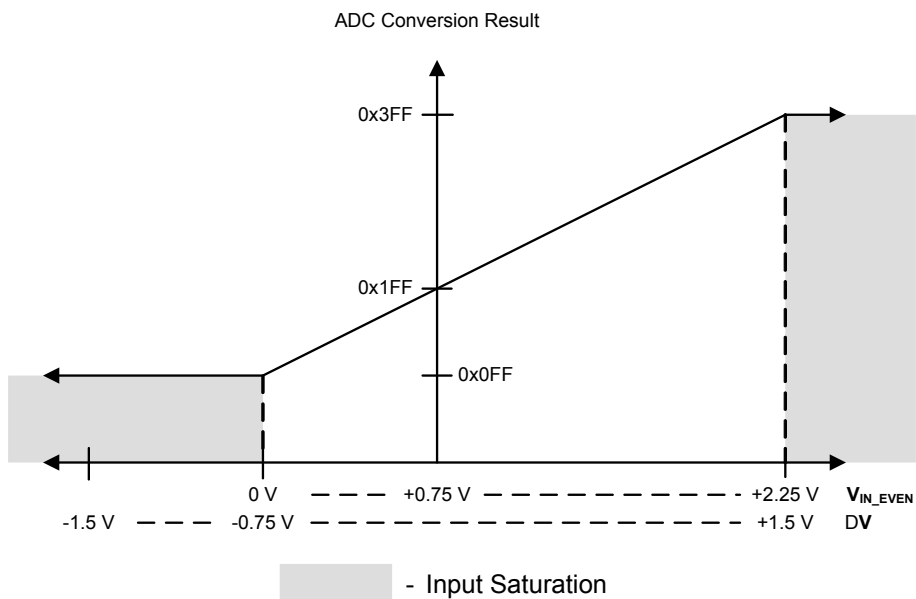 ADC Conversion Result
0x3FF
0x1FF
0x0FF
0 V +0.75 V +2.25 V VIN_EVEN
-1.5 V -0.75 V +1.5 V DV
- Input Saturation